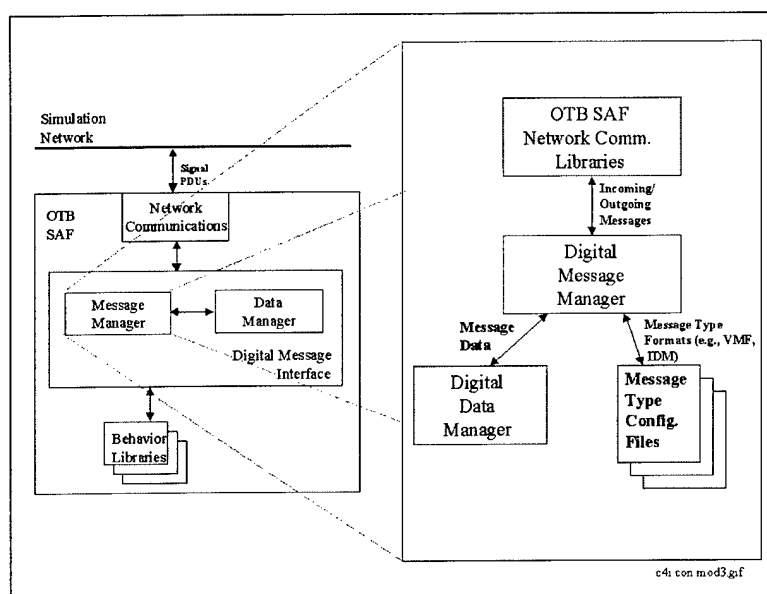 Simulation
Network
Signal
PDUs.
OTB
SAF
Network
Communications
Message
Manager
Data
Manager
Digital Message
Interface
Behavior
Libraries
OTB SAF
Network Comm.
Libraries
Incoming/
Outgoing
Messages
Digital
Message
Manager
Message
Data
Message Type
Formats (e.g., VMF,
IDM)
Digital
Data
Manager
Message
Type
Config.
Files
c4i con mod3.gif